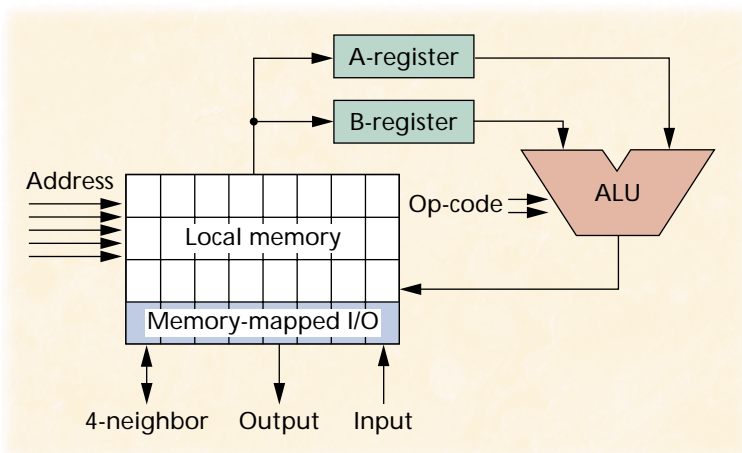 A-register
B-register
Address
ALU
Op-code
Local memory
Memory-mapped I/O
4-neighbor Output Input